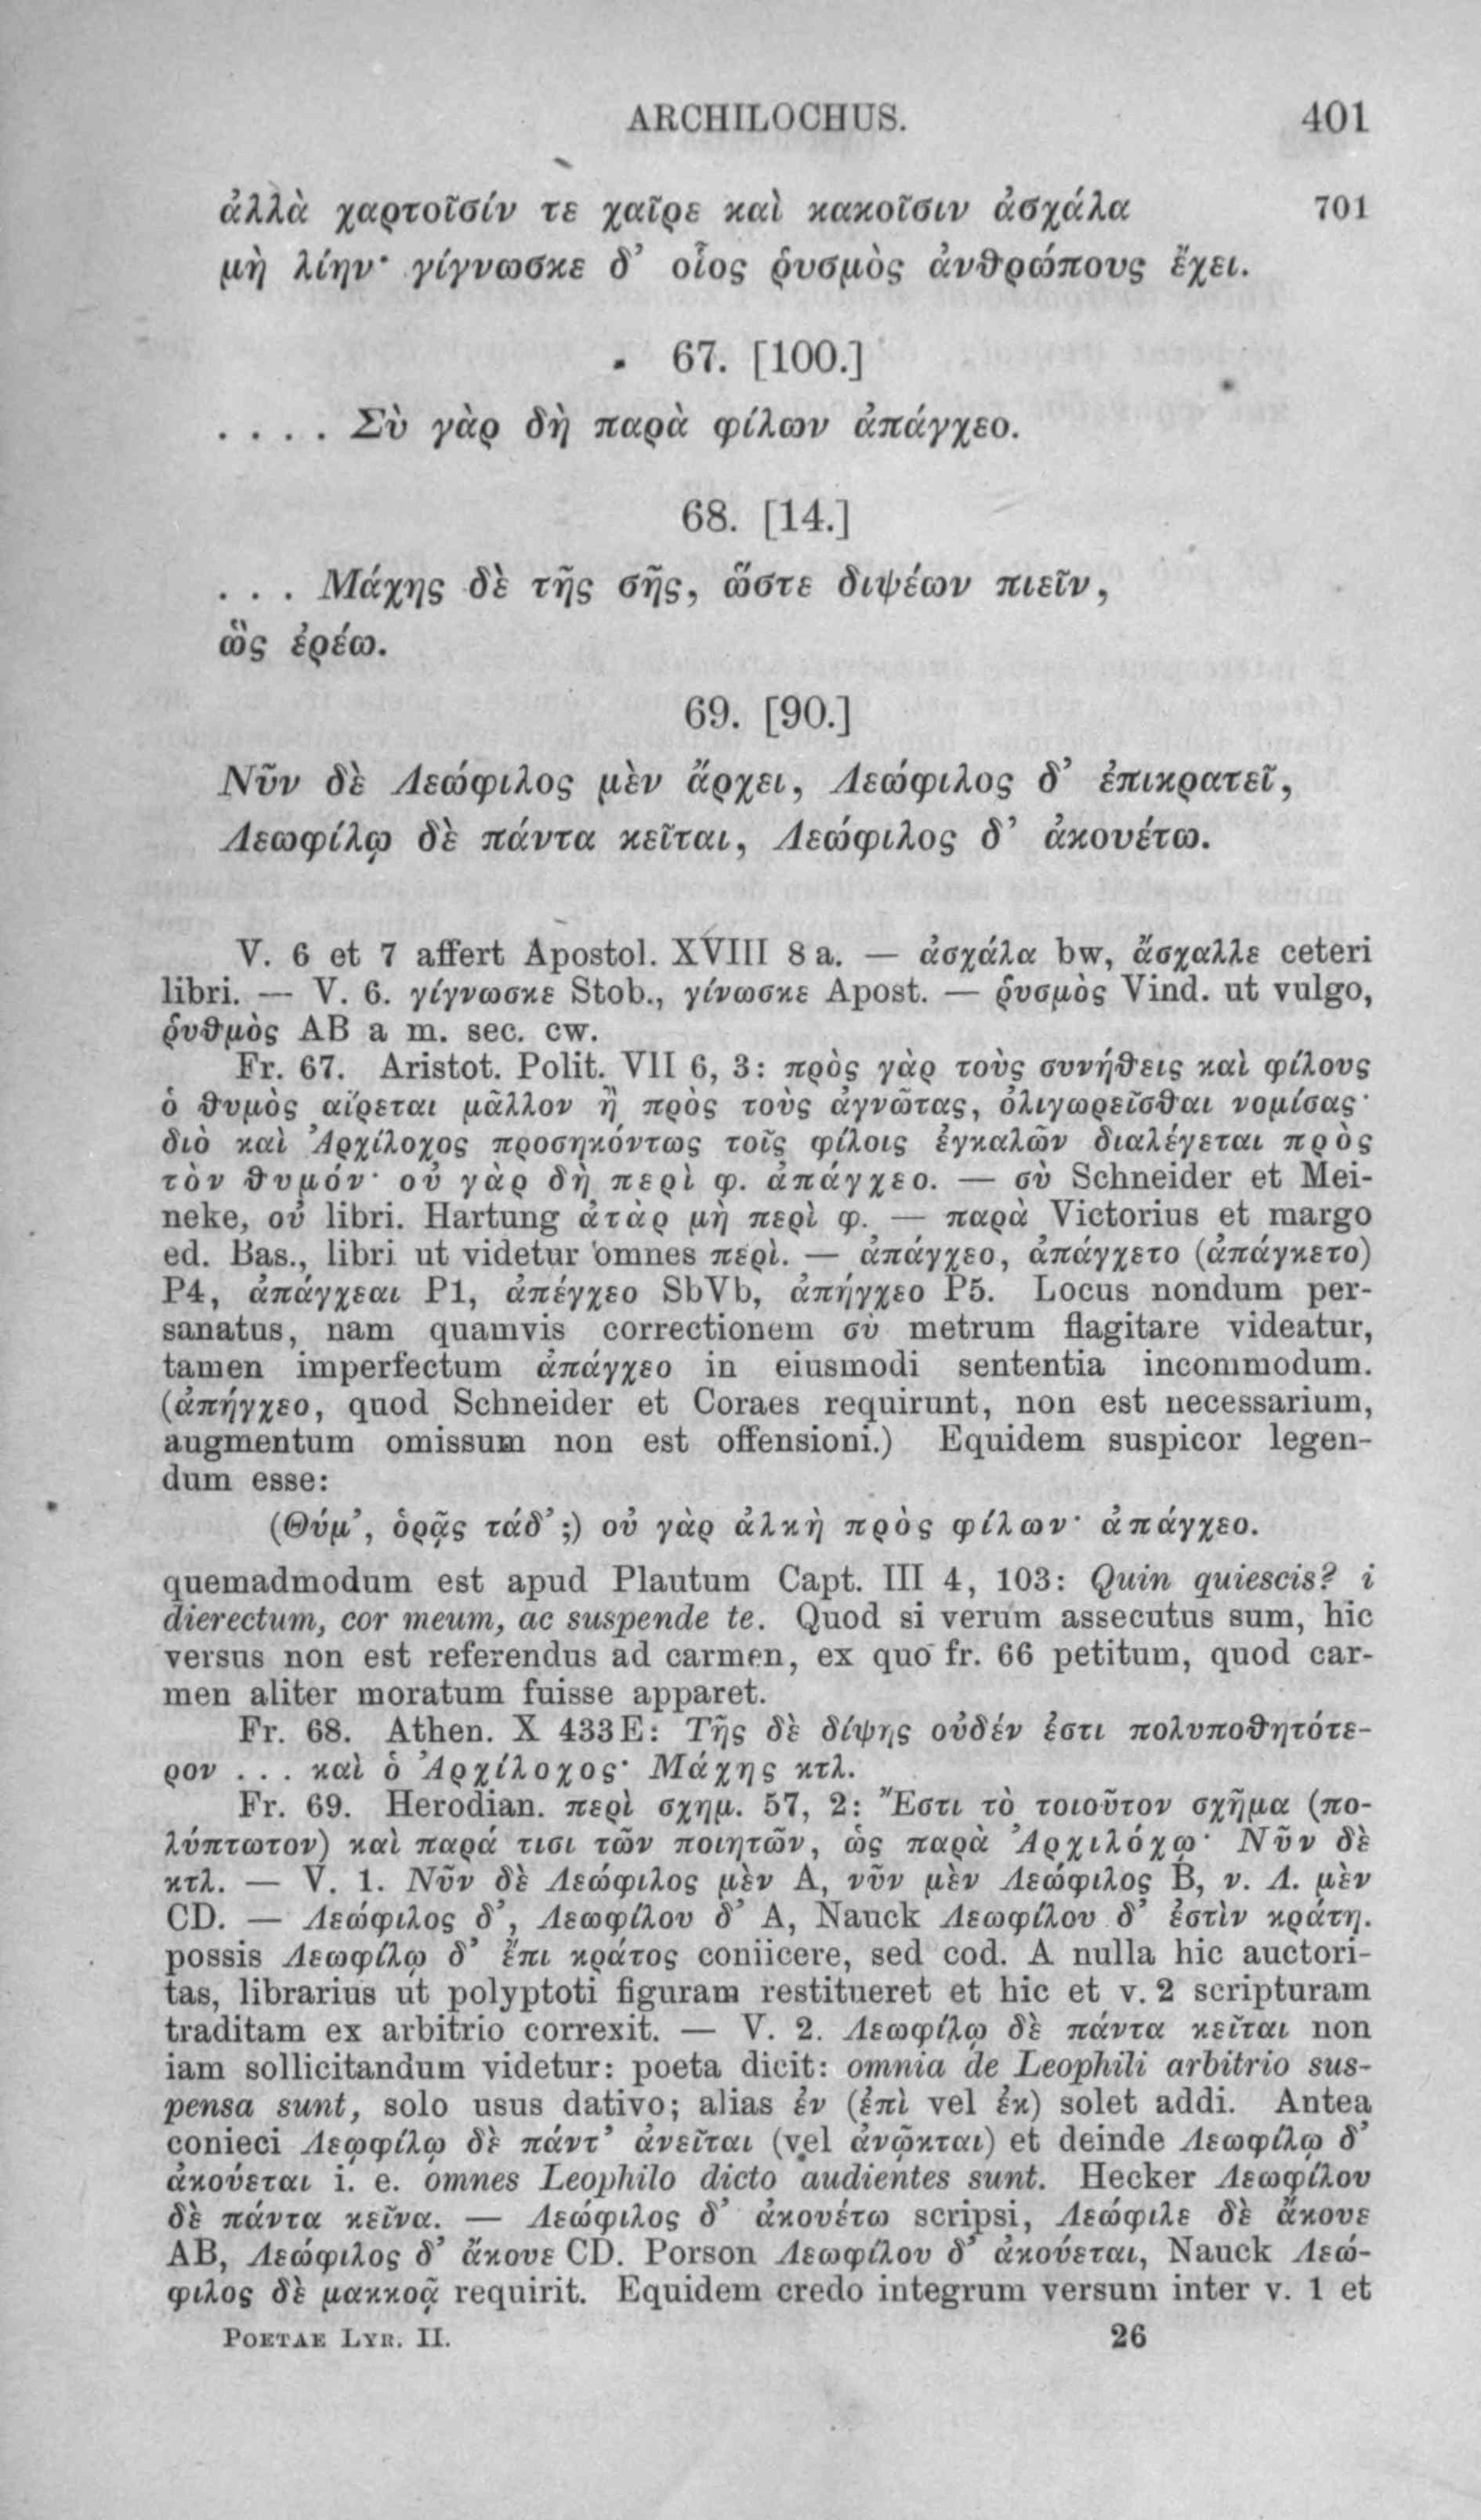 ARCHILOCHUS. 401
ἀλλὰ χαρτοῖσίν τε χαῖρε καὶ κακοῖσιν ἀσχάλα 701
μὴ λίην· γίγνωσκε δ’ οἷος ῥυσμὸς ἀνθρώπους ἔχει.
67. [100.]
. . . . Σὺ γὰρ δὴ παρὰ φίλων ἀπάγχεο.
68. [14.]
. . . Μάχης δὲ τῆς σῆς, ὥστε διψέων πιεῖν,
ὣς ἐρέω.
69. [90.]
Νῦν δὲ Λεώφιλος μὲν ἄρχει, Λεώφιλος δ’ ἐπικρατεῖ,
Λεωφίλῳ δὲ πάντα κεῖται, Λεώφιλος δ’ ἀκουέτω.
V. 6 et 7 affert Apostol. XVIII 8 a. — ἀσχάλα bw, ἄσχαλλε ceteri
libri. — V. 6. γίγνωσκε Stob., γίνωσκε Apost. — ῥυσμὸς Vind. ut vulgo,
ῥυθμὸς AB a m. sec. cw.
Fr. 67. Aristot. Polit. VII 6, 3: πρὸς γὰρ τοὺς συνήθεις καὶ φίλους
ὁ θυμὸς αἴρεται μᾶλλον ἢ πρὸς τοὺς ἀγνῶτας, ὀλιγωρεῖσθαι νομίσας·
διὸ καὶ Ἀρχίλοχος προσηκόντως τοῖς φίλοις ἐγκαλῶν διαλέγεται πρὸς
τὸν θυμόν· οὐ γὰρ δὴ περὶ φ. ἀπάγχεο. — σὺ Schneider et Mei-
neke, οὐ libri. Hartung ἀτὰρ μὴ περὶ φ. — παρὰ Victorius et margo
ed. Bas., libri ut videtur omnes περὶ. — ἀπάγχεο, ἀπάγχετο (ἀπάγκετο)
P4, ἀπάγχεαι P1, ἀπέγχεο SbVb, ἀπήγχεο P5. Locus nondum per-
sanatus, nam quamvis correctionem σὺ metrum flagitare videatur,
tamen imperfectum ἀπάγχεο in eiusmodi sententia incommodum.
(ἀπήγχεο, quod Schneider et Coraes requirunt, non est necessarium,
augmentum omissum non est offensioni.) Equidem suspicor legen-
dum esse:
(Θύμ’, ὁρᾷς τάδ’;) οὐ γὰρ ἀλκὴ πρὸς φίλων· ἀπάγχεο.
quemadmodum est apud Plautum Capt. III 4, 103: Quin quiescis? i
dierectum, cor meum, ac suspende te. Quod si verum assecutus sum, hic
versus non est referendus ad carmen, ex quo fr. 66 petitum, quod car-
men aliter moratum fuisse apparet.
Fr. 68. Athen. X 433E: Τῆς δὲ δίψης οὐδέν ἐστι πολυποθητότε-
ρον . . . καὶ ὁ Ἀρχίλοχος· Μάχης κτλ.
Fr. 69. Herodian. περὶ σχημ. 57, 2: Ἔστι τὸ τοιοῦτον σχῆμα (πο-
λύπτωτον) καὶ παρά τισι τῶν ποιητῶν, ὡς παρὰ Ἀρχιλόχῳ· Νῦν δὲ
κτλ. — V. 1. Νῦν δὲ Λεώφιλος μὲν A, νῦν μὲν Λεώφιλος B, ν. Λ. μὲν
CD. — Λεώφιλος δ’, Λεωφίλου δ’ A, Nauck Λεωφίλου δ’ ἐστὶν κράτη.
possis Λεωφίλῳ δ’ ἔπι κράτος coniicere, sed cod. A nulla hic auctori-
tas, librarius ut polyptoti figuram restitueret et hic et v. 2 scripturam
traditam ex arbitrio correxit. — V. 2. Λεωφίλῳ δὲ πάντα κεῖται non
iam sollicitandum videtur: poeta dicit: omnia de Leophili arbitrio sus-
pensa sunt, solo usus dativo; alias ἐν (ἐπὶ vel ἐκ) solet addi. Antea
conieci Λεῳφίλῳ δὲ πάντ’ ἀνεῖται (vel ἀνῷκται) et deinde Λεωφίλῳ δ’
ἀκούεται i. e. omnes Leophilo dicto audientes sunt. Hecker Λεωφίλου
δὲ πάντα κεῖνα. — Λεώφιλος δ’ ἀκουέτω scripsi, Λεώφιλε δὲ ἄκουε
AB, Λεώφιλος δ’ ἄκουε CD. Porson Λεωφίλου δ’ ἀκούεται, Nauck Λεώ-
φιλος δὲ μακκοᾷ requirit. Equidem credo integrum versum inter v. 1 et
POETAE LYR. II. 26